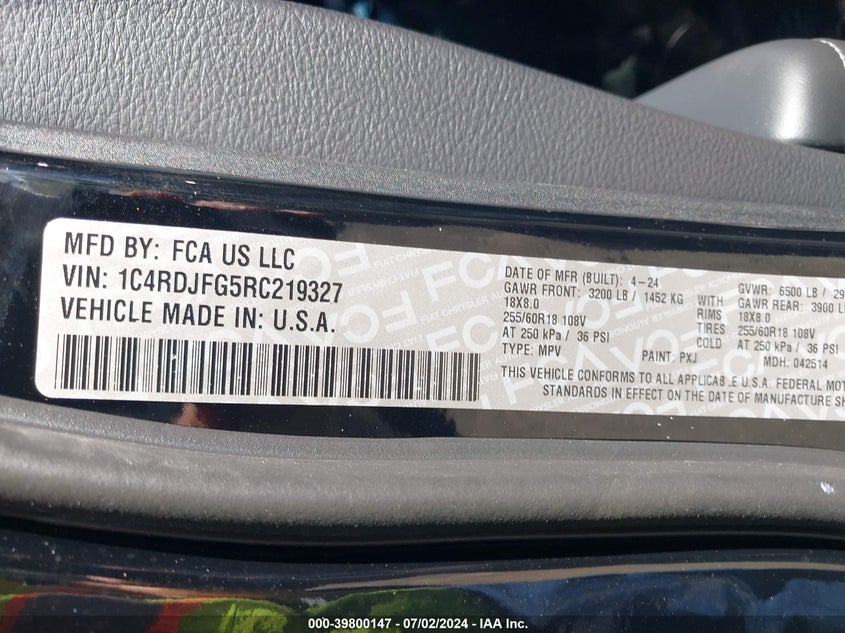 MFD BY: FCA US LLC
VIN: 1C4RDJFG5RC219327
VEHICLE MADE IN: U.S.A.
DATE OF MFR (BUILT): 4-24
GVWR: 6500 LB / 29
GAWR FRONT: 3200 LB / 1452 KG WITH GAWR REAR: 3900 L
18X8.0 RIMS 18X8.0
255/60R18 108V TIRES 255/60R18 108V
AT 250 kPa / 36 PSI COLD AT 250 kPa / 36 PSI
TYPE: MPV PAINT: PXJ MDH: 042514
THIS VEHICLE CONFORMS TO ALL APPLICABLE U.S.A. FEDERAL MOT
STANDARDS IN EFFECT ON THE DATE OF MANUFACTURE SH
000-39800147 - 07/02/2024 - IAA Inc.